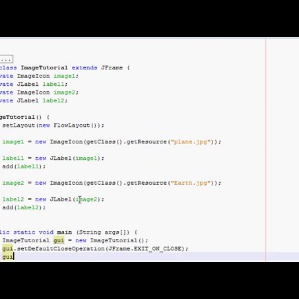 ...
class ImageTutorial extends JFrame {
vate ImageIcon image1;
vate JLabel label1;
vate ImageIcon image2;
vate JLabel label2;
geTutorial() {
setLayout(new FlowLayout());
image1 = new ImageIcon(getClass().getResource("plane.jpg"));
label1 = new JLabel(image1);
add(label1);
image2 = new ImageIcon(getClass().getResource("Earth.jpg"));
label2 = new JLabel(image2);
add(label2);
lic static void main (String args[]) {
ImageTutorial gui = new ImageTutorial();
gui.setDefaultCloseOperation(JFrame.EXIT_ON_CLOSE);
gui